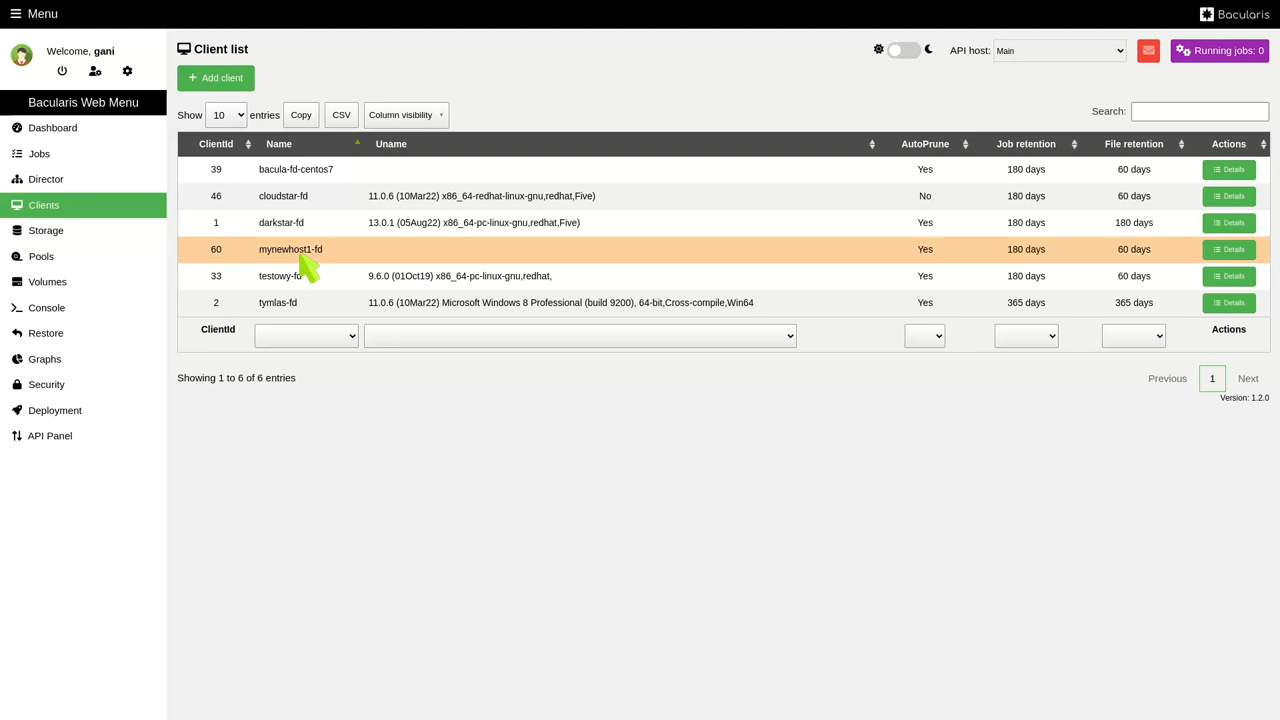 Menu
Bacularis
Welcome, gani
Client list
API host: Main
Running jobs: 0
Add client
Bacularis Web Menu
Dashboard
Jobs
Director
Clients
Storage
Pools
Volumes
Console
Restore
Graphs
Security
Deployment
API Panel
Show 10 entries Copy CSV Column visibility
Search:
ClientId Name Uname AutoPrune Job retention File retention Actions
39 bacula-fd-centos7 Yes 180 days 60 days Details
46 cloudstar-fd 11.0.6 (10Mar22) x86_64-redhat-linux-gnu,redhat,Five) No 180 days 60 days Details
1 darkstar-fd 13.0.1 (05Aug22) x86_64-pc-linux-gnu,redhat,Five) Yes 180 days 180 days Details
60 mynewhost1-fd Yes 180 days 60 days Details
33 testowy-fd 9.6.0 (01Oct19) x86_64-pc-linux-gnu,redhat, Yes 180 days 60 days Details
2 tymlas-fd 11.0.6 (10Mar22) Microsoft Windows 8 Professional (build 9200), 64-bit,Cross-compile,Win64 Yes 365 days 365 days Details
ClientId Actions
Showing 1 to 6 of 6 entries
Previous 1 Next
Version: 1.2.0